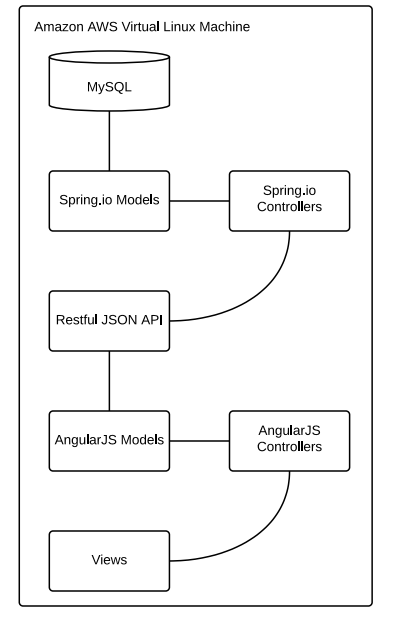 Amazon AWS Virtual Linux Machine
MySQL
Spring.io Models
Spring.io
Controllers
Restful JSON API
AngularJS Models
AngularJS
Controllers
Views